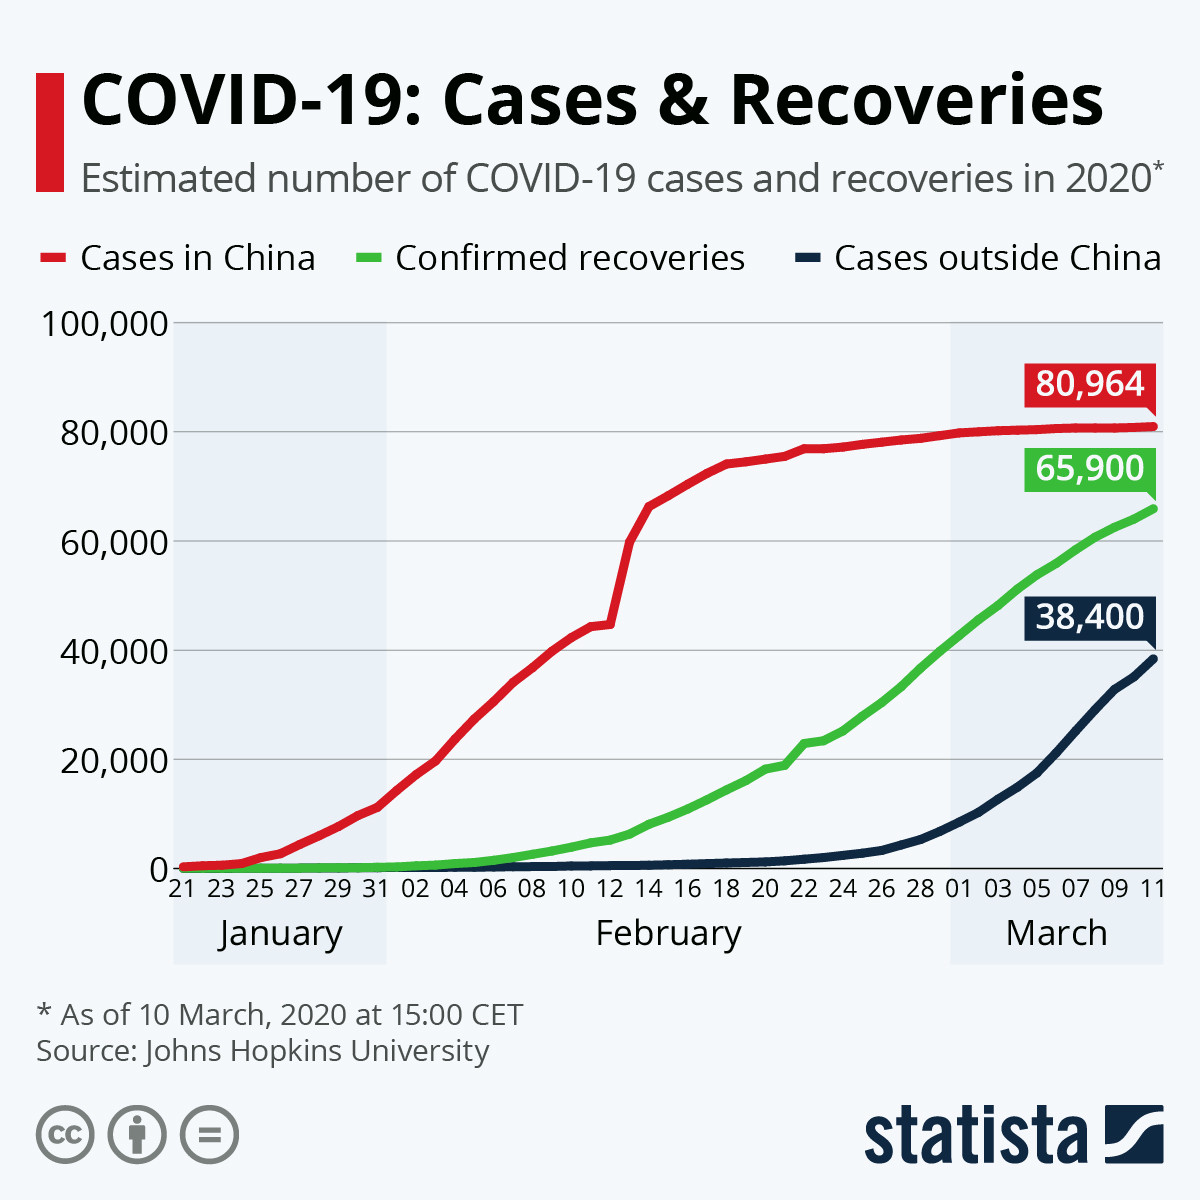 COVID-19: Cases & Recoveries
Estimated number of COVID-19 cases and recoveries in 2020*
Cases in China Confirmed recoveries Cases outside China
100,000
80,000
60,000
40,000
20,000
0
80,964
65,900
38,400
21 23 25 27 29 31 02 04 06 08 10 12 14 16 18 20 22 24 26 28 01 03 05 07 09 11
January February March
* As of 10 March, 2020 at 15:00 CET
Source: Johns Hopkins University
cc statista